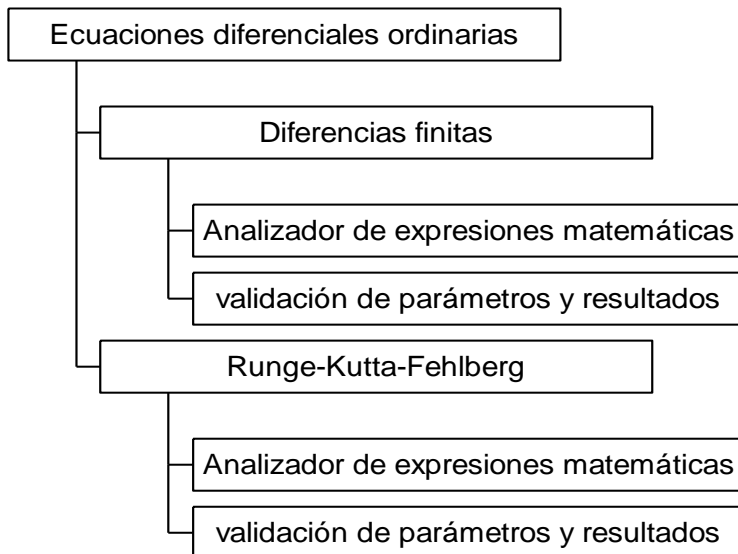 Ecuaciones diferenciales ordinarias
Diferencias finitas
Analizador de expresiones matemáticas
validación de parámetros y resultados
Runge-Kutta-Fehlberg
Analizador de expresiones matemáticas
validación de parámetros y resultados